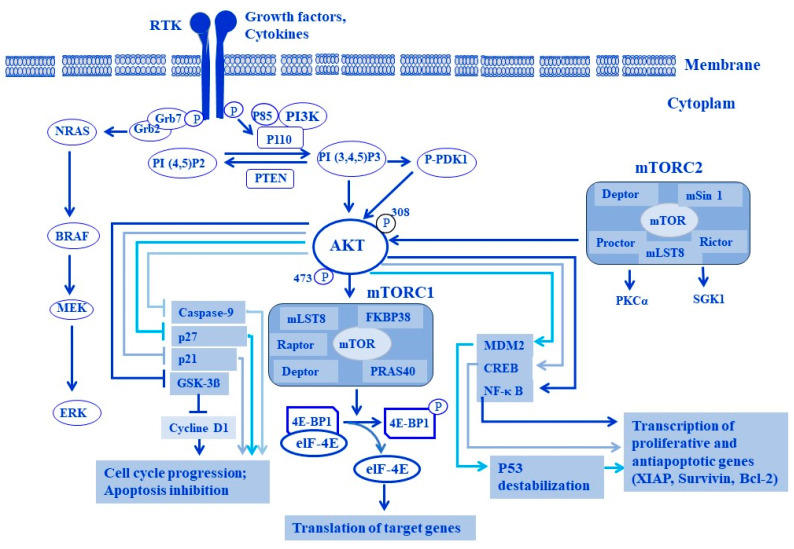 RTK
Growth factors,
Cytokines
Membrane
Cytoplam
Grb7
P
Grb2
P
P85
PI3K
P110
NRAS
PI (4,5)P2
PTEN
PI (3,4,5)P3
P-PDK1
mTORC2
Deptor
mSin 1
mTOR
Proctor
Rictor
mLST8
PKCα
SGK1
BRAF
MEK
ERK
308
P
AKT
473
P
mTORC1
mLST8
FKBP38
Raptor
mTOR
Deptor
PRAS40
Caspase-9
p27
p21
GSK-3ß
Cycline D1
Cell cycle progression;
Apoptosis inhibition
4E-BP1
eIF-4E
4E-BP1
P
eIF-4E
Translation of target genes
MDM2
CREB
NF-κ B
P53
destabilization
Transcription of
proliferative and
antiapoptotic genes
(XIAP, Survivin, Bcl-2)